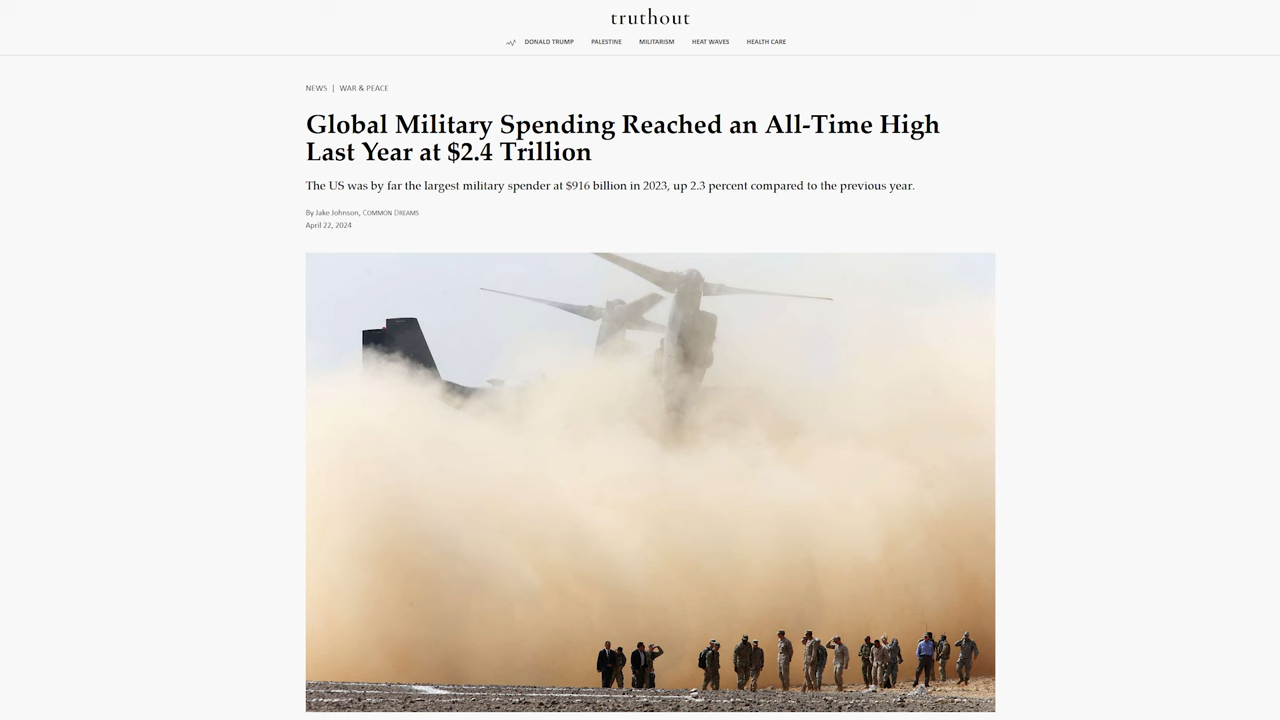 truthout
DONALD TRUMP PALESTINE MILITARISM HEAT WAVES HEALTH CARE
NEWS | WAR & PEACE
Global Military Spending Reached an All-Time High
Last Year at $2.4 Trillion
The US was by far the largest military spender at $916 billion in 2023, up 2.3 percent compared to the previous year.
By Jake Johnson, COMMON DREAMS
April 22, 2024